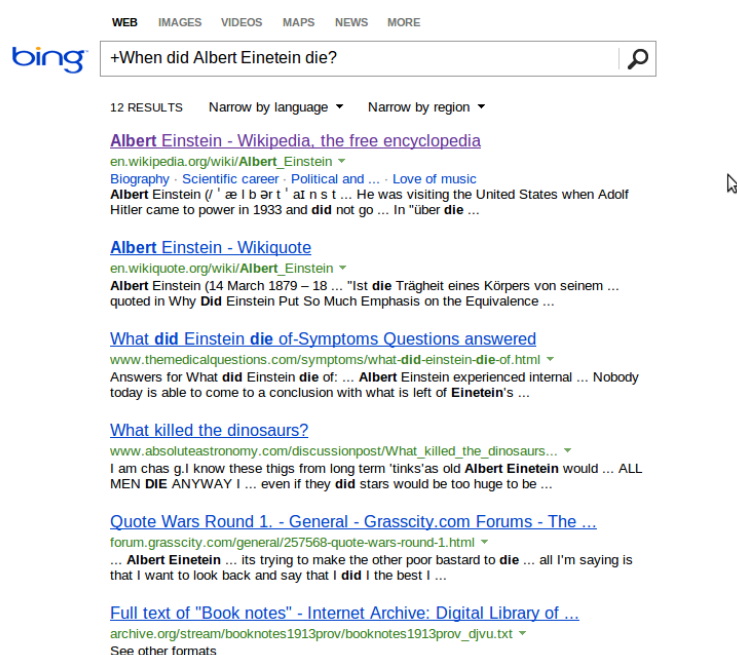 WEB IMAGES VIDEOS MAPS NEWS MORE
bing
+When did Albert Einetein die?
12 RESULTS Narrow by language Narrow by region
Albert Einstein - Wikipedia, the free encyclopedia
en.wikipedia.org/wiki/Albert_Einstein
Biography · Scientific career · Political and ... · Love of music
Albert Einstein (/ ˈ æ l b ər t ˈ aɪ n s t ... He was visiting the United States when Adolf
Hitler came to power in 1933 and did not go ... In "über die ...
Albert Einstein - Wikiquote
en.wikiquote.org/wiki/Albert_Einstein
Albert Einstein (14 March 1879 – 18 ... "Ist die Trägheit eines Körpers von seinem ...
quoted in Why Did Einstein Put So Much Emphasis on the Equivalence ...
What did Einstein die of-Symptoms Questions answered
www.themedicalquestions.com/symptoms/what-did-einstein-die-of.html
Answers for What did Einstein die of: ... Albert Einstein experienced internal ... Nobody
today is able to come to a conclusion with what is left of Einetein's ...
What killed the dinosaurs?
www.absoluteastronomy.com/discussionpost/What_killed_the_dinosaurs...
I am chas g.I know these thigs from long term 'tinks'as old Albert Einetein would ... ALL
MEN DIE ANYWAY I ... even if they did stars would be too huge to be ...
Quote Wars Round 1. - General - Grasscity.com Forums - The ...
forum.grasscity.com/general/257568-quote-wars-round-1.html
... Albert Einetein ... its trying to make the other poor bastard to die ... all I'm saying is
that I want to look back and say that I did I the best I ...
Full text of "Book notes" - Internet Archive: Digital Library of ...
archive.org/stream/booknotes1913prov/booknotes1913prov_djvu.txt
See other formats